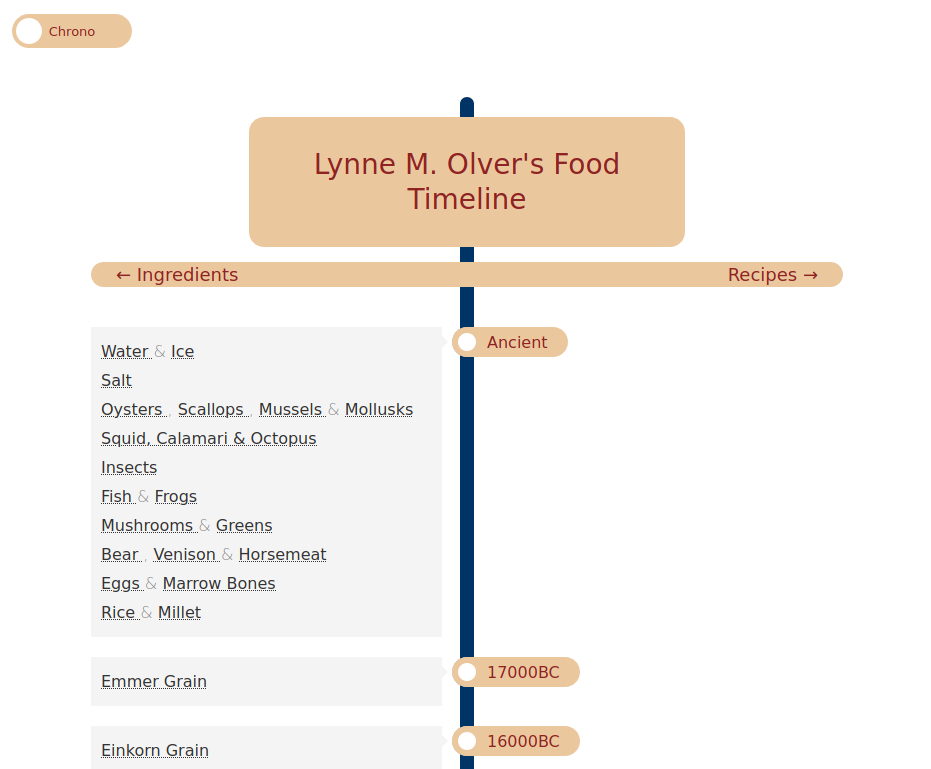 Chrono
Lynne M. Olver's Food
Timeline
← Ingredients
Recipes →
Ancient
Water & Ice
Salt
Oysters , Scallops , Mussels & Mollusks
Squid, Calamari & Octopus
Insects
Fish & Frogs
Mushrooms & Greens
Bear , Venison & Horsemeat
Eggs & Marrow Bones
Rice & Millet
17000BC
Emmer Grain
16000BC
Einkorn Grain